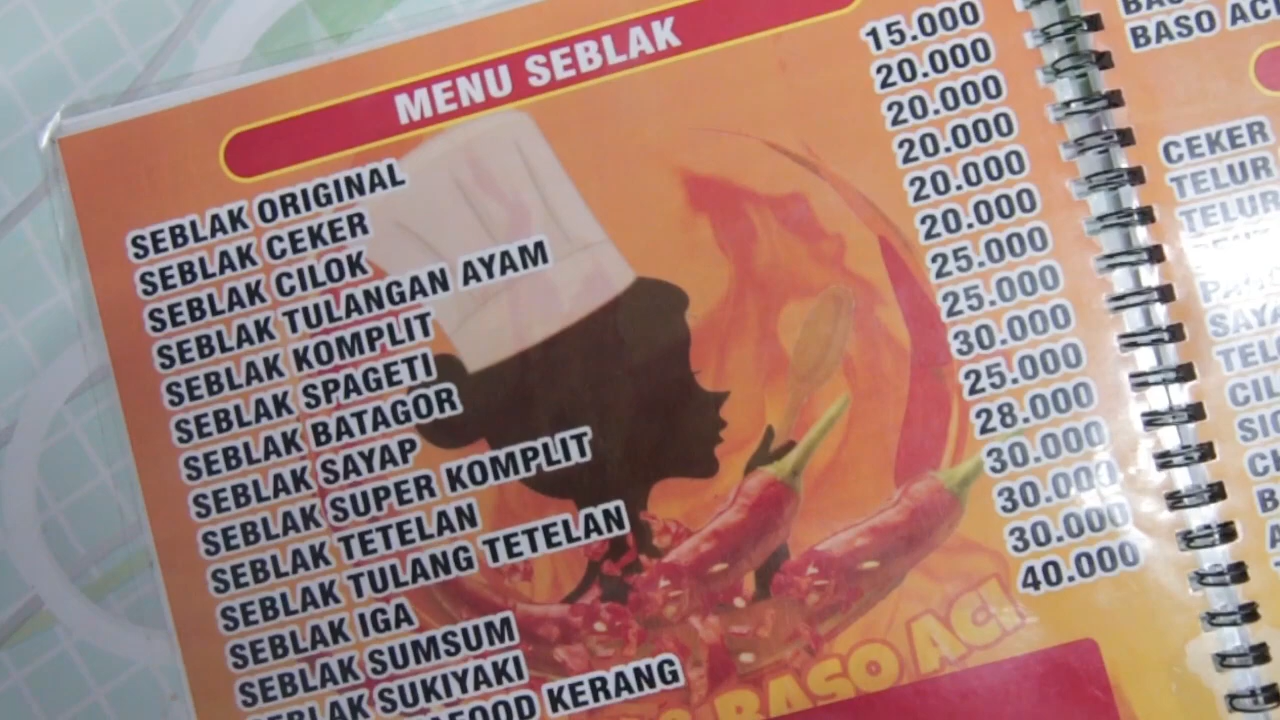 MENU SEBLAK
SEBLAK ORIGINAL 15.000
SEBLAK CEKER 20.000
SEBLAK CILOK 20.000
SEBLAK TULANGAN AYAM 20.000
SEBLAK KOMPLIT 20.000
SEBLAK SPAGETI 20.000
SEBLAK BATAGOR 25.000
SEBLAK SAYAP 25.000
SEBLAK SUPER KOMPLIT 30.000
SEBLAK TETELAN 25.000
SEBLAK TULANG TETELAN 28.000
SEBLAK IGA 30.000
SEBLAK SUMSUM 30.000
SEBLAK SUKIYAKI 30.000
KERANG 40.000
BASO ACI
BASO ACI
CEKER
TELUR
TELUR